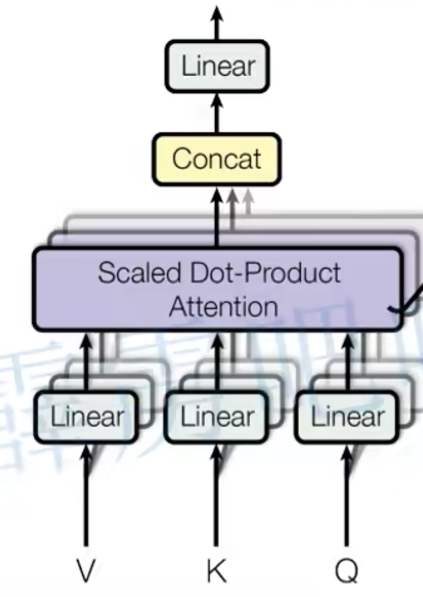 Linear
Concat
Scaled Dot-Product
Attention
Linear Linear Linear
V K Q